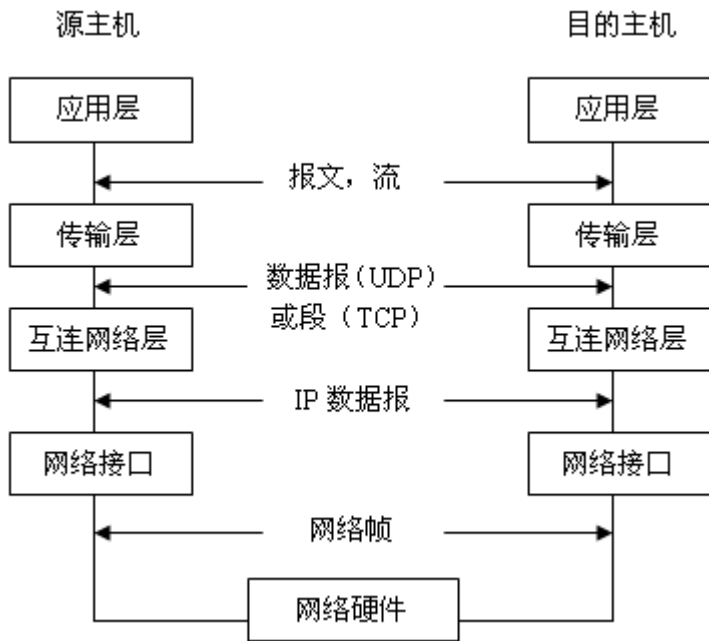 源主机 目的主机
应用层 应用层
报文，流
传输层 传输层
数据报(UDP)
或段（TCP）
互连网络层 互连网络层
IP 数据报
网络接口 网络接口
网络帧
网络硬件